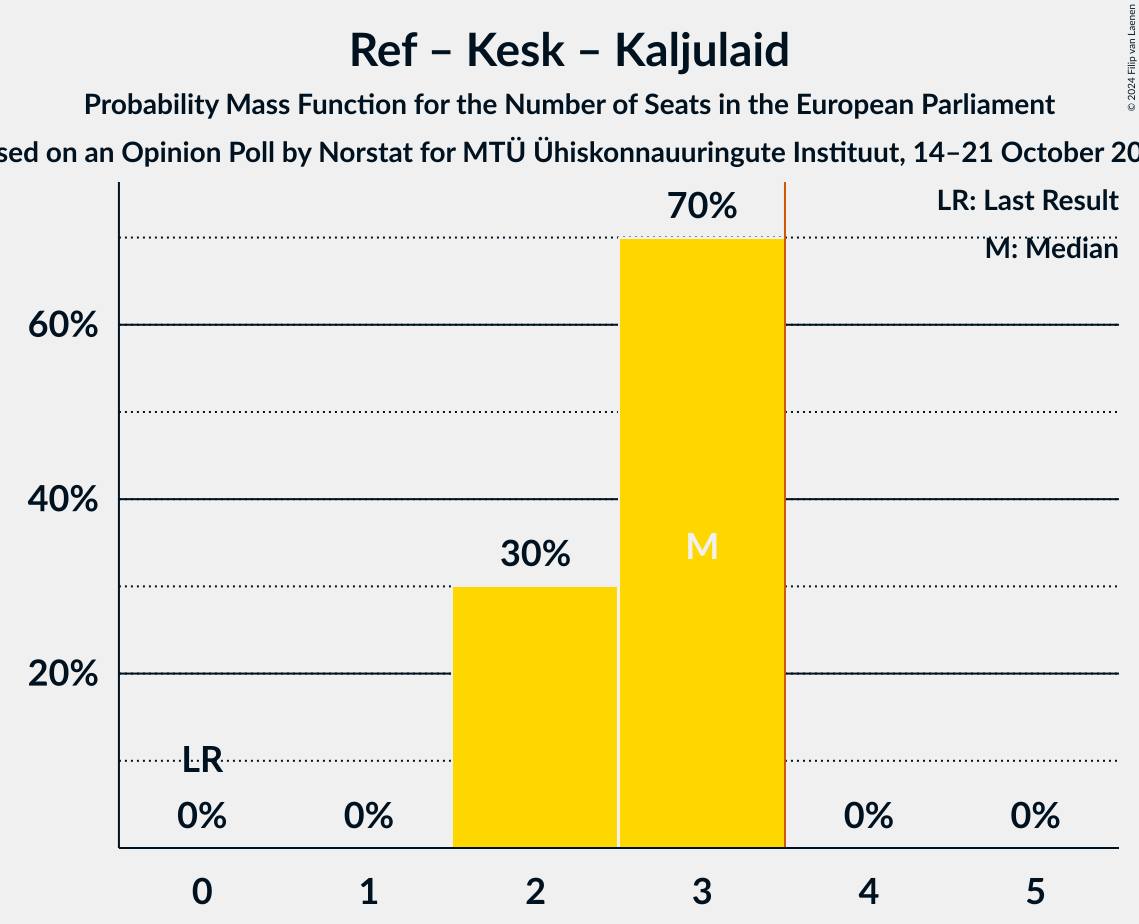 Ref – Kesk – Kaljulaid
Probability Mass Function for the Number of Seats in the European Parliament
sed on an Opinion Poll by Norstat for MTÜ Ühiskonnauuringute Instituut, 14–21 October 20
© 2024 Filip van Laenen
LR: Last Result
M: Median
70%
60%
40%
30%
M
20%
LR
0%
0%
0%
0%
0
1
2
3
4
5